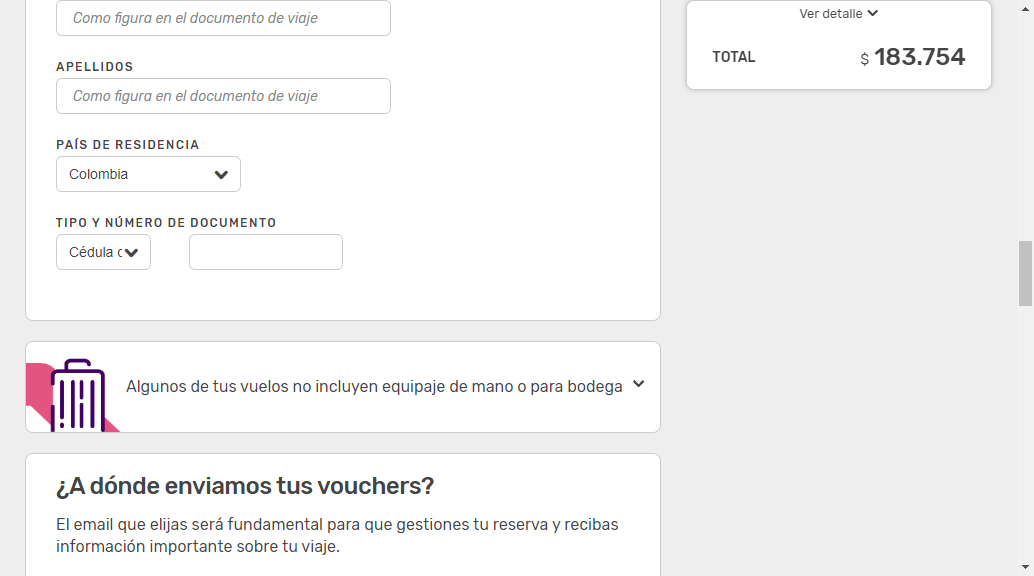 Como figura en el documento de viaje
Ver detalle
TOTAL $ 183.754
APELLIDOS
Como figura en el documento de viaje
PAÍS DE RESIDENCIA
Colombia
TIPO Y NÚMERO DE DOCUMENTO
Cédula c
Algunos de tus vuelos no incluyen equipaje de mano o para bodega
¿A dónde enviamos tus vouchers?
El email que elijas será fundamental para que gestiones tu reserva y recibas
información importante sobre tu viaje.